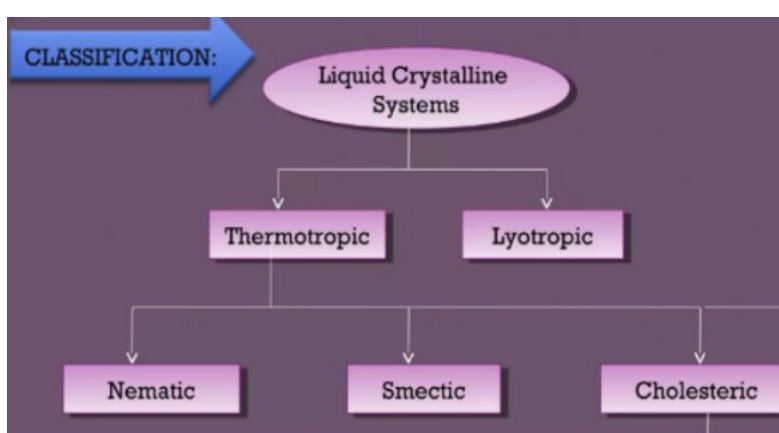 CLASSIFICATION:
Liquid Crystalline
Systems
Thermotropic
Lyotropic
Nematic
Smectic
Cholesteric